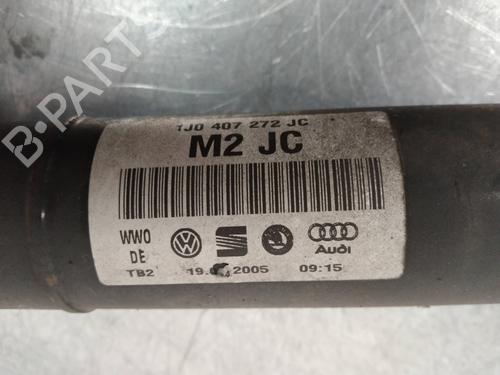 1J0 407 272 JC
M2 JC
WWO
DE
Audi
TB2 2005 09:15
B-PARTS